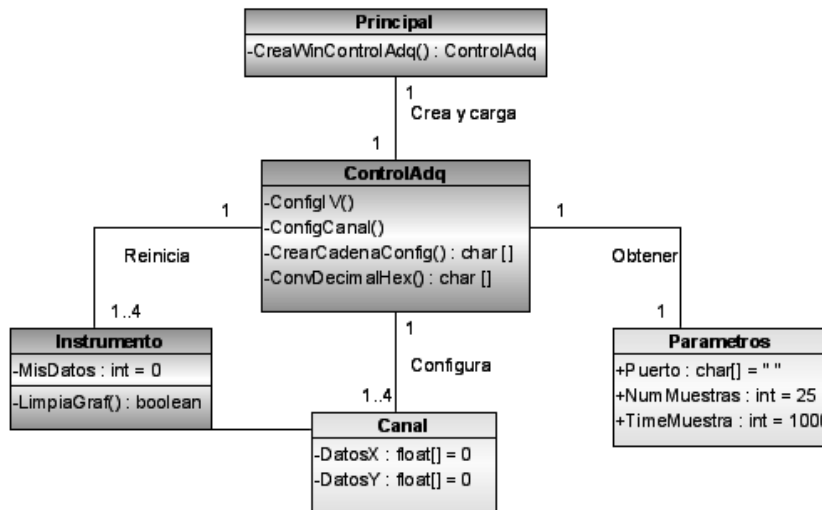 Principal
-CreaWinControlAdq() : ControlAdq
1
Crea y carga
1
ControlAdq
-ConfigIV()
-ConfigCanal()
-CrearCadenaConfig() : char []
-ConvDecimalHex() : char []
1
Reinicia
1..4
1
Obtener
1
Instrumento
-MisDatos : int = 0
-LimpiaGraf() : boolean
1
Configura
1..4
Canal
-DatosX : float[] = 0
-DatosY : float[] = 0
Parametros
+Puerto : char[] = " "
+NumMuestras : int = 25
+TimeMuestra : int = 1000